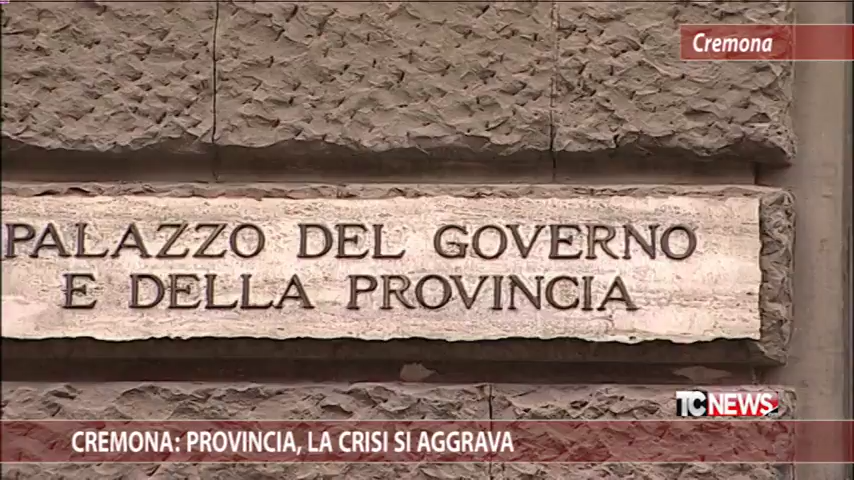 Cremona
PALAZZO DEL GOVERNO
E DELLA PROVINCIA
TCNEWS
CREMONA: PROVINCIA, LA CRISI SI AGGRAVA